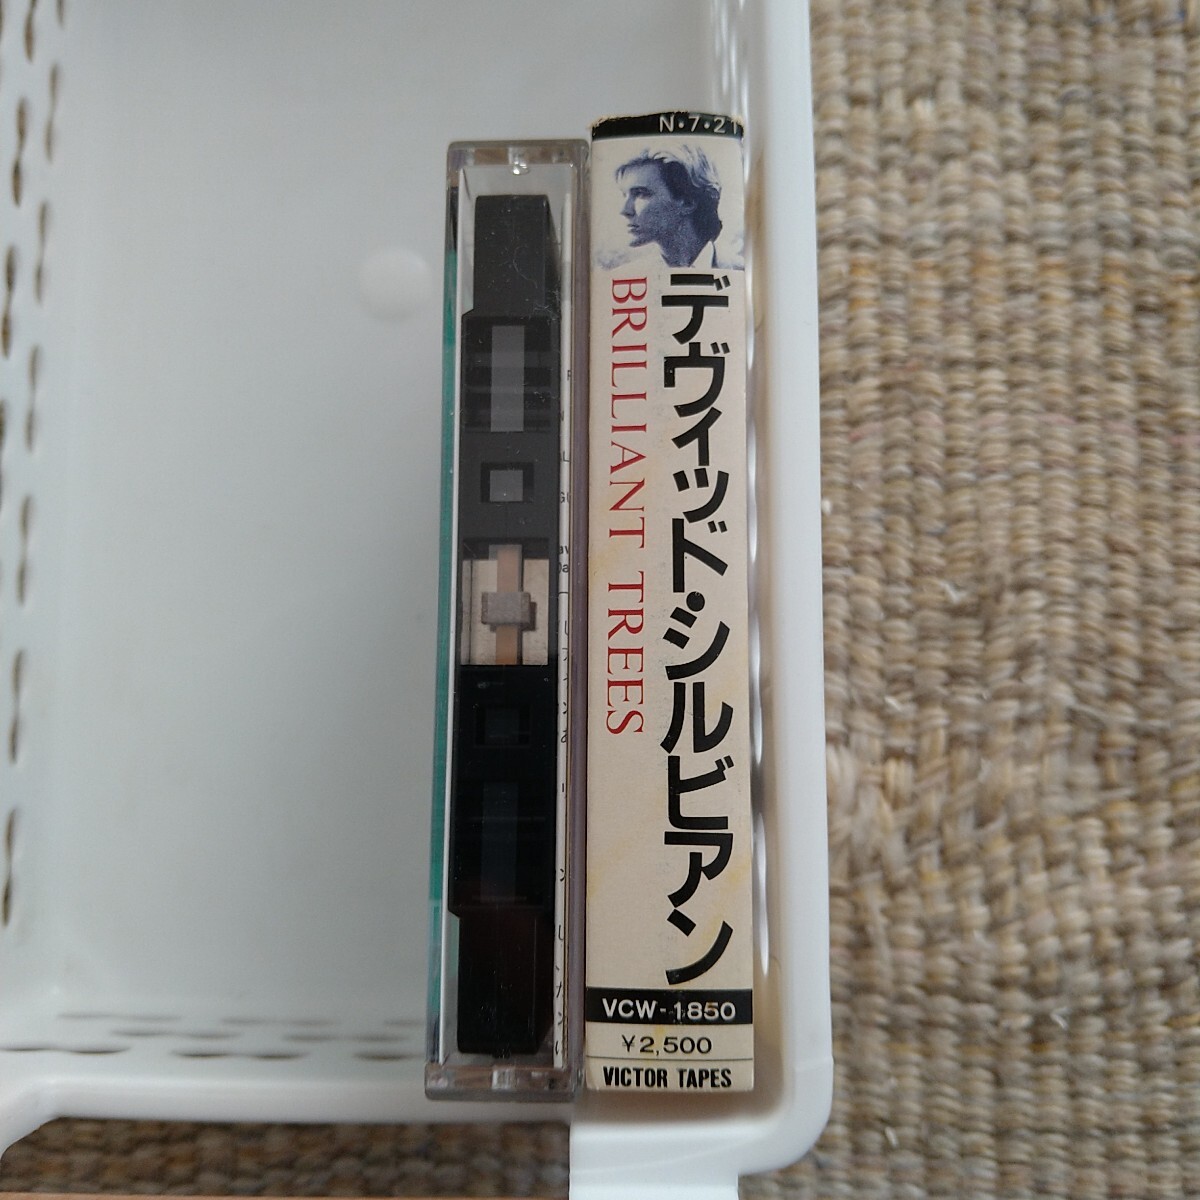 N・7・21
デヴィッド・シルビアン
BRILLIANT TREES
VCW-1850
¥2,500
VICTOR TAPES